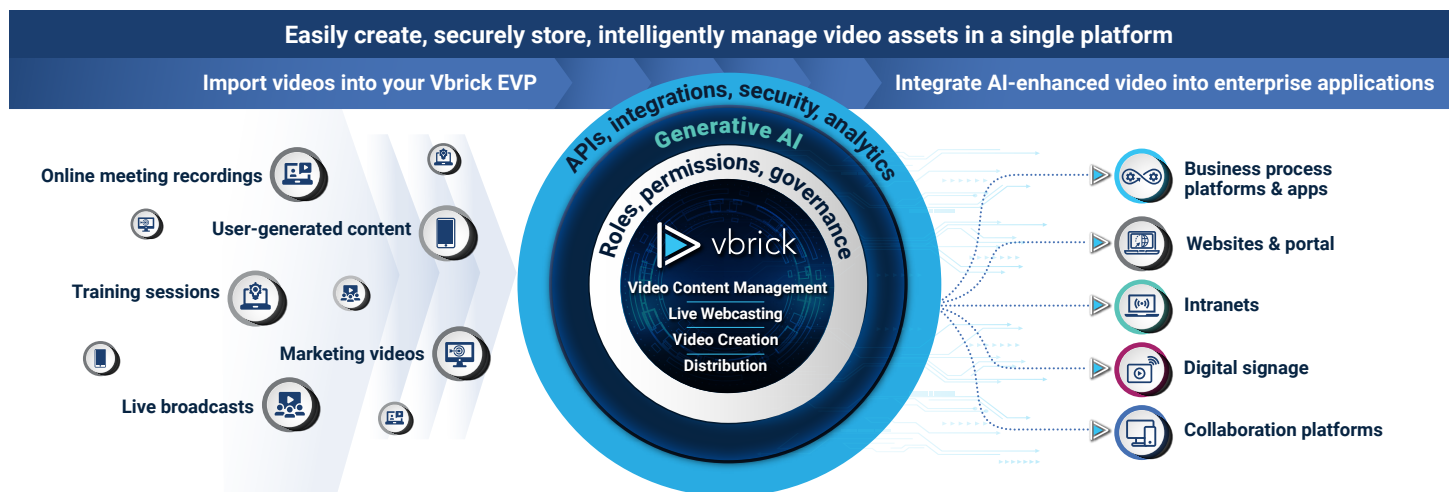 Easily create, securely store, intelligently manage video assets in a single platform
Import videos into your Vbrick EVP
Integrate AI-enhanced video into enterprise applications
Online meeting recordings
User-generated content
Training sessions
Marketing videos
Live broadcasts
APIs, integrations, security, analytics
Generative AI
Roles, permissions, governance
vbrick
Video Content Management
Live Webcasting
Video Creation
Distribution
Business process
platforms & apps
Websites & portal
Intranets
Digital signage
Collaboration platforms